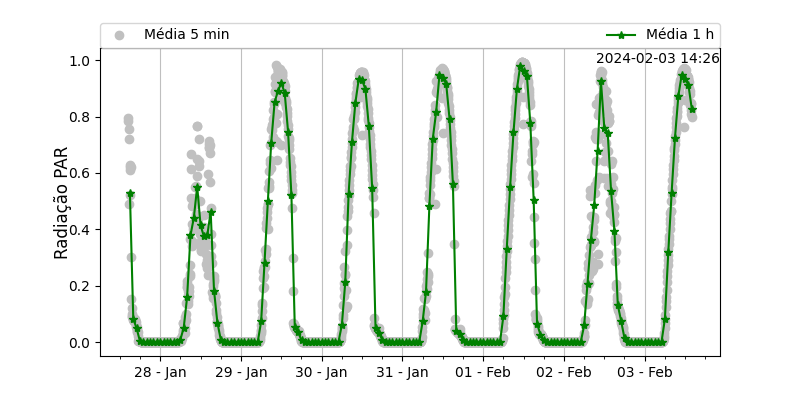 Média 5 min
Média 1 h
2024-02-03 14:26
Radiação PAR
1.0
0.8
0.6
0.4
0.2
0.0
28 - Jan
29 - Jan
30 - Jan
31 - Jan
01 - Feb
02 - Feb
03 - Feb